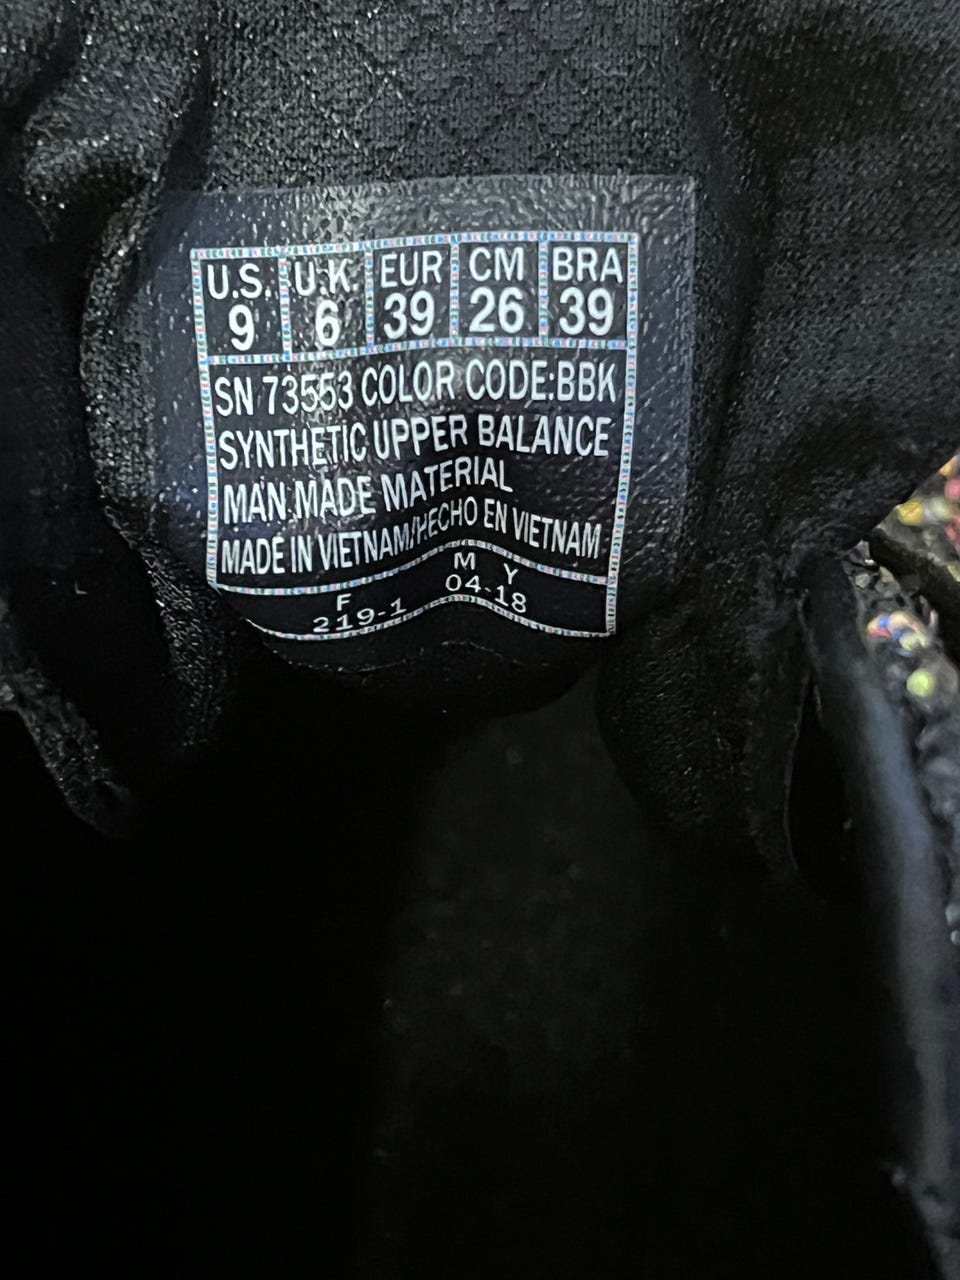 U.S. U.K. EUR CM BRA
9 6 39 26 39
SN 73553 COLOR CODE:BBK
SYNTHETIC UPPER BALANCE
MAN MADE MATERIAL
MADE IN VIETNAM/HECHO EN VIETNAM
F M Y
219-1 04-18